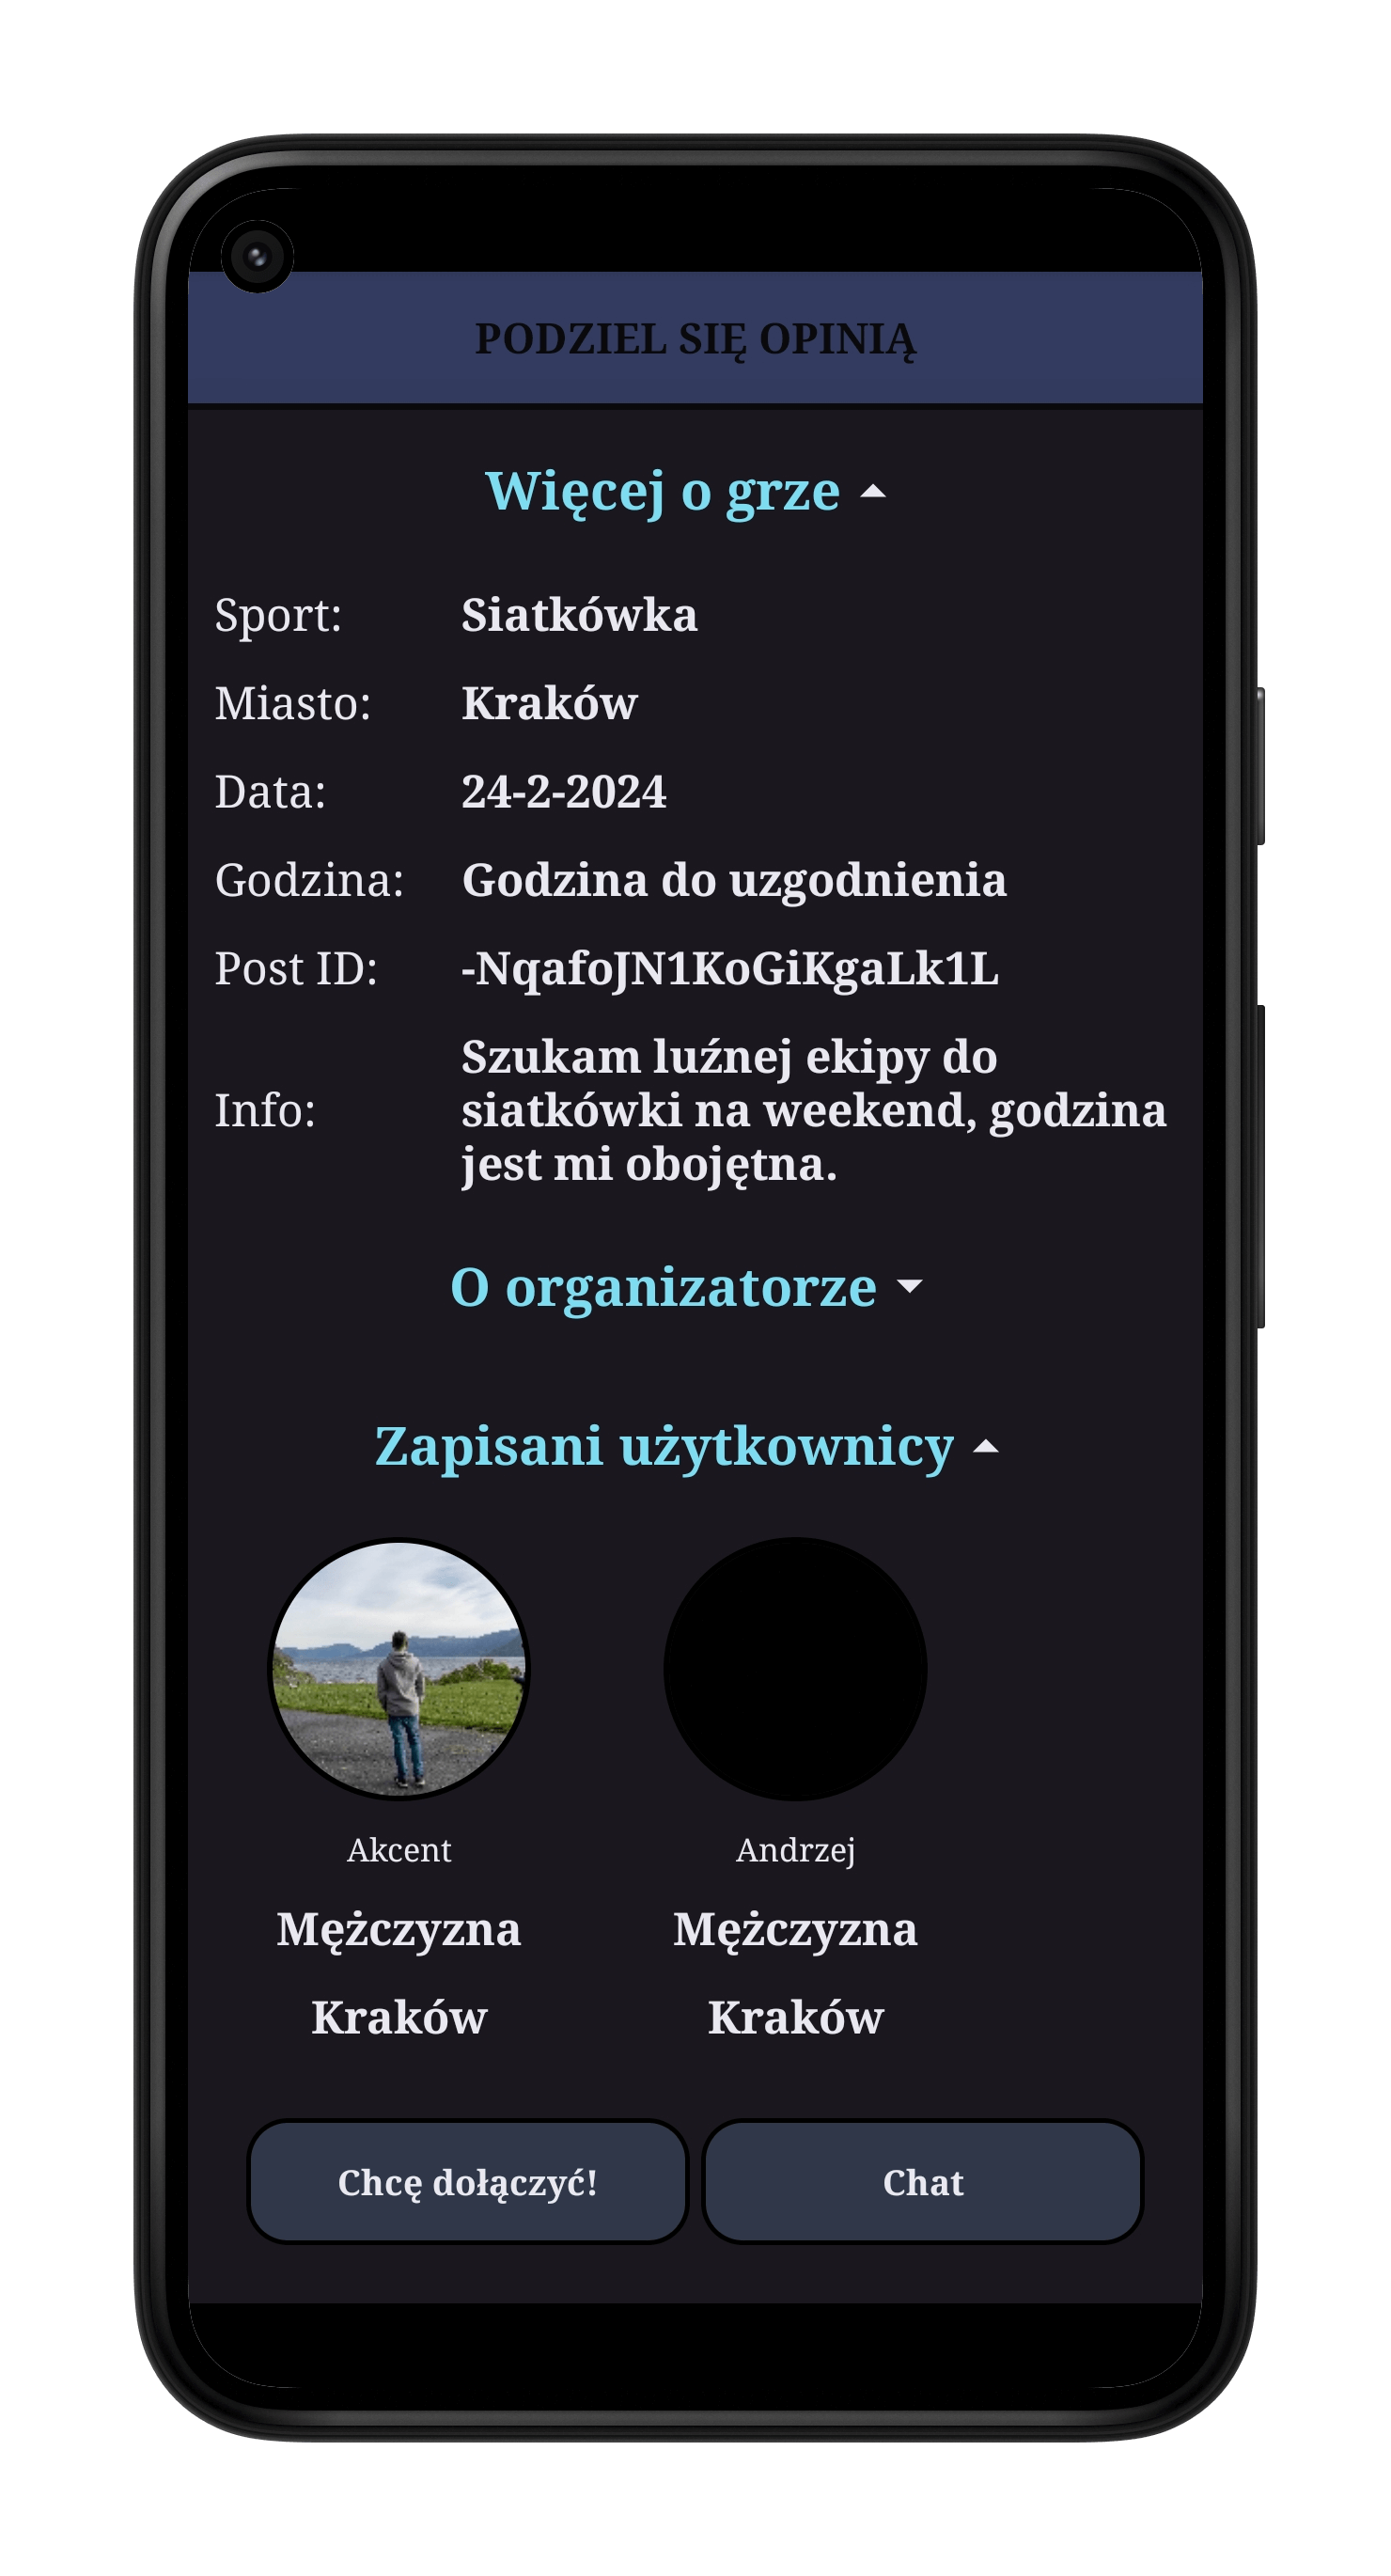 PODZIEL SIĘ OPINIĄ
Więcej o grze
Sport: Siatkówka
Miasto: Kraków
Data: 24-2-2024
Godzina: Godzina do uzgodnienia
Post ID: -NqafoJN1KoGiKgaLk1L
Info: Szukam luźnej ekipy do
siatkówki na weekend, godzina
jest mi obojętna.
O organizatorze
Zapisani użytkownicy
Akcent Andrzej
Mężczyzna Mężczyzna
Kraków Kraków
Chcę dołączyć! Chat